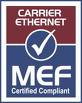 CARRIER
ETHERNET
MEF
Certified Compliant